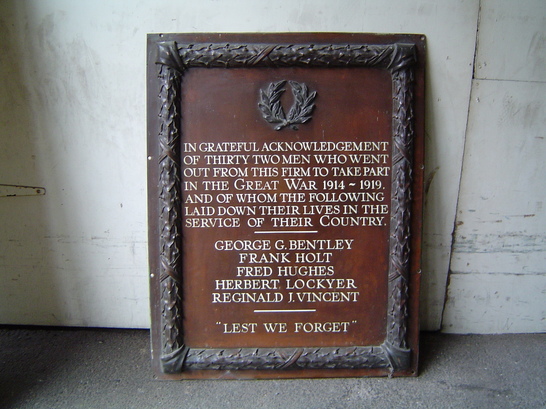 IN GRATEFUL ACKNOWLEDGEMENT
OF THIRTY TWO MEN WHO WENT
OUT FROM THIS FIRM TO TAKE PART
IN THE GREAT WAR 1914 - 1919.
AND OF WHOM THE FOLLOWING
LAID DOWN THEIR LIVES IN THE
SERVICE OF THEIR COUNTRY.
GEORGE G. BENTLEY
FRANK HOLT
FRED HUGHES
HERBERT LOCKYER
REGINALD J. VINCENT
"LEST WE FORGET"